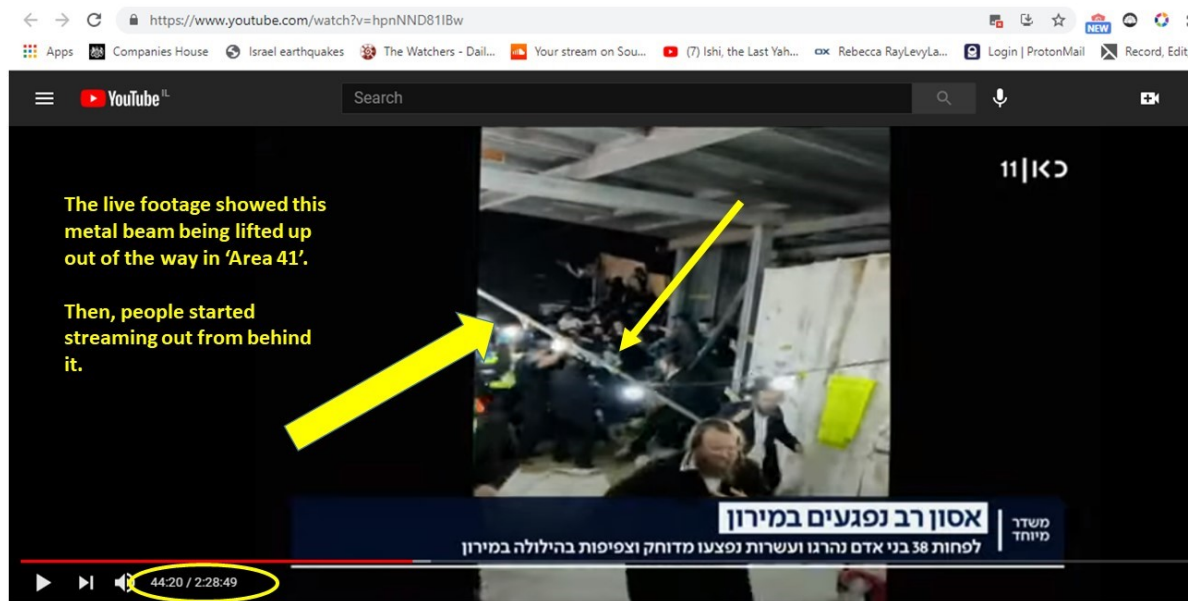 https://www.youtube.com/watch?v=hpnNND81IBw
NEW
Apps Companies House Israel earthquakes The Watchers - Dail... Your stream on Sou... (7) Ishi, the Last Yah... Rebecca RayLevyLa... Login | ProtonMail Record, Edit
YouTube IL
Search
כאן 11
The live footage showed this
metal beam being lifted up
out of the way in ‘Area 41’.
Then, people started
streaming out from behind
it.
משדר
מיוחד
אסון רב נפגעים במירון
לפחות 38 בני אדם נהרגו ועשרות נפצעו מדוחק וצפיפות בהילולה במירון
44:20 / 2:28:49